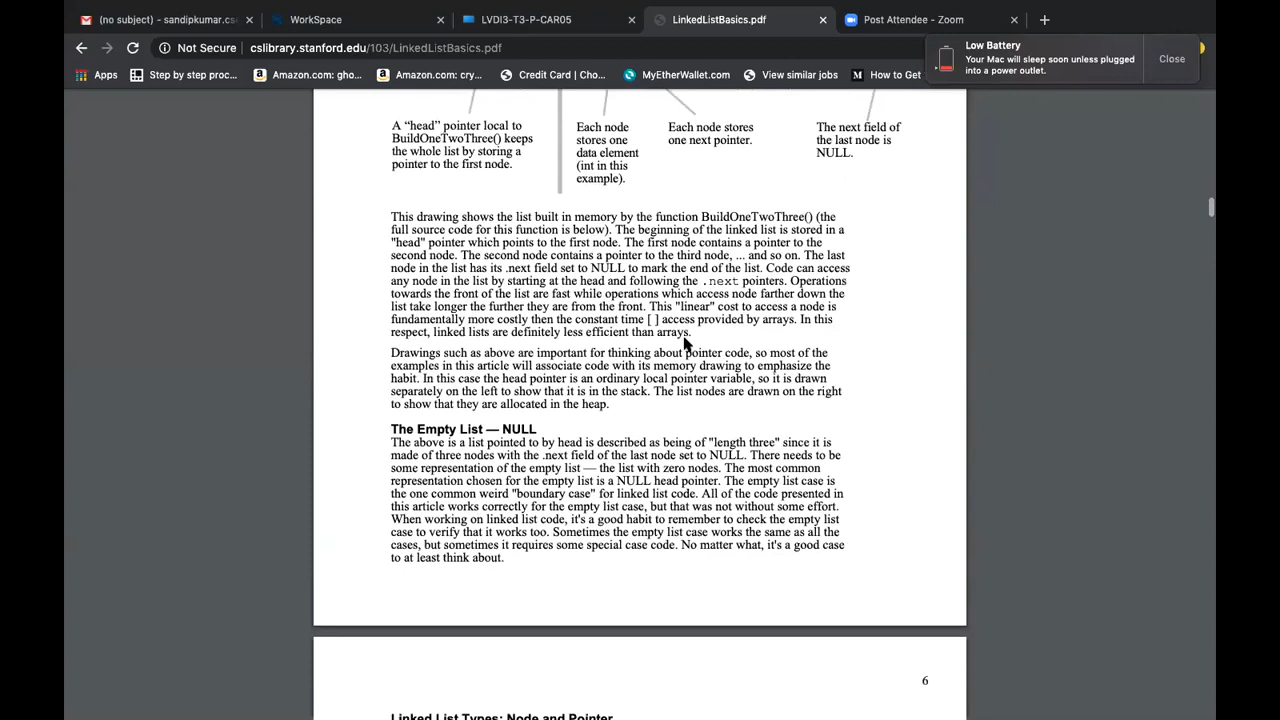 (no subject) - sandipkumar.cs
WorkSpace
LVDI3-T3-P-CAR05
LinkedListBasics.pdf
Post Attendee - Zoom
Not Secure
cslibrary.stanford.edu/103/LinkedListBasics.pdf
Low Battery
Your Mac will sleep soon unless plugged
into a power outlet.
Close
Apps
Step by step proc...
Amazon.com: gho...
Amazon.com: cry...
Credit Card | Cho...
MyEtherWallet.com
View similar jobs
How to Get
A “head” pointer local to
BuildOneTwoThree() keeps
the whole list by storing a
pointer to the first node.
Each node
stores one
data element
(int in this
example).
Each node stores
one next pointer.
The next field of
the last node is
NULL.
This drawing shows the list built in memory by the function BuildOneTwoThree() (the
full source code for this function is below). The beginning of the linked list is stored in a
"head" pointer which points to the first node. The first node contains a pointer to the
second node. The second node contains a pointer to the third node, ... and so on. The last
node in the list has its .next field set to NULL to mark the end of the list. Code can access
any node in the list by starting at the head and following the .next pointers. Operations
towards the front of the list are fast while operations which access node farther down the
list take longer the further they are from the front. This "linear" cost to access a node is
fundamentally more costly then the constant time [ ] access provided by arrays. In this
respect, linked lists are definitely less efficient than arrays.
Drawings such as above are important for thinking about pointer code, so most of the
examples in this article will associate code with its memory drawing to emphasize the
habit. In this case the head pointer is an ordinary local pointer variable, so it is drawn
separately on the left to show that it is in the stack. The list nodes are drawn on the right
to show that they are allocated in the heap.
The Empty List — NULL
The above is a list pointed to by head is described as being of "length three" since it is
made of three nodes with the .next field of the last node set to NULL. There needs to be
some representation of the empty list — the list with zero nodes. The most common
representation chosen for the empty list is a NULL head pointer. The empty list case is
the one common weird "boundary case" for linked list code. All of the code presented in
this article works correctly for the empty list case, but that was not without some effort.
When working on linked list code, it's a good habit to remember to check the empty list
case to verify that it works too. Sometimes the empty list case works the same as all the
cases, but sometimes it requires some special case code. No matter what, it's a good case
to at least think about.
6
Linked List Types: Node and Pointer